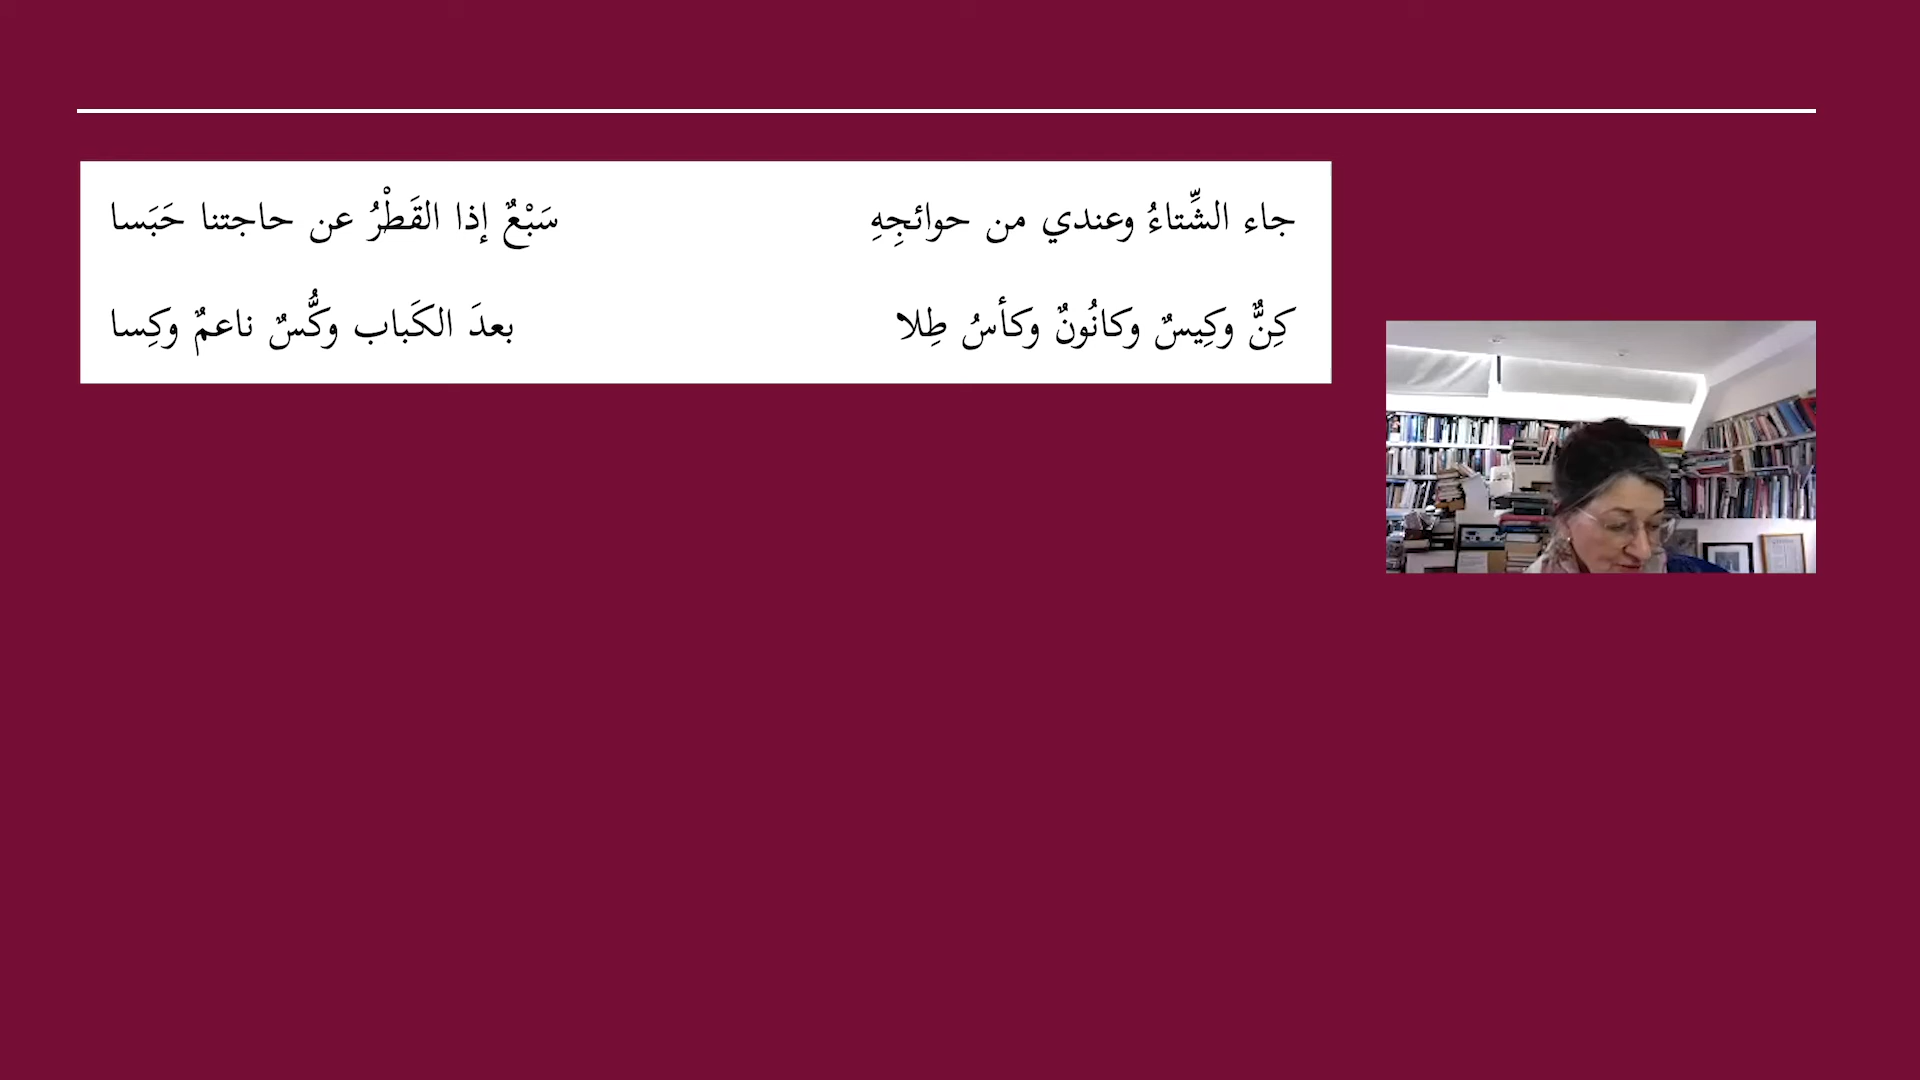 جاء الشِّتاءُ وعندي من حوائجِهِ سَبْعٌ إذا القَطْرُ عن حاجتنا حَبَسا
كِنٌّ وكِيسٌ وكانُونٌ وكأسُ طِلا بعدَ الكَباب وكُّسٌ ناعمٌ وكِسا